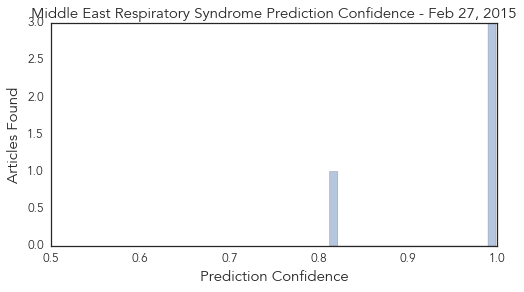 Middle East Respiratory Syndrome Prediction Confidence - Feb 27, 2015
3.0
2.5
2.0
1.5
1.0
0.5
0.0
Articles Found
0.5 0.6 0.7 0.8 0.9 1.0
Prediction Confidence